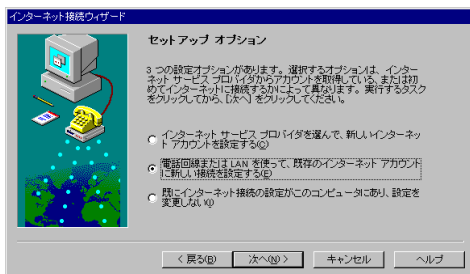 インターネット接続ウィザード
セットアップ オプション
3 つの設定オプションがあります。選択するオプションは、インター
ネット サービス プロバイダからアカウントを取得している、または初
めてインターネットに接続するかによって異なります。実行するタスク
をクリックしてから、[次へ] をクリックしてください。
インターネット サービス プロバイダを選んで、新しいインターネッ
ト アカウントを設定する(C)
電話回線または LAN を使って、既存のインターネット アカウント
に新しい接続を設定する(E)
既にインターネット接続の設定がこのコンピュータにあり、設定を
変更しない(I)
< 戻る(B)
次へ(N) >
キャンセル
ヘルプ